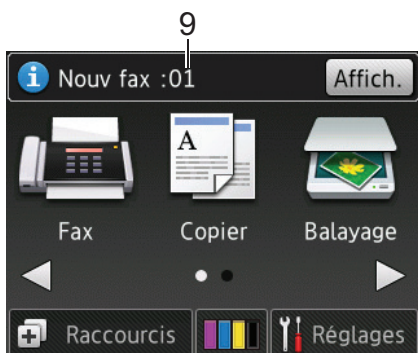 9
Nouv fax :01 Affich.
A
Fax Copier Balayage
Raccourcis Réglages